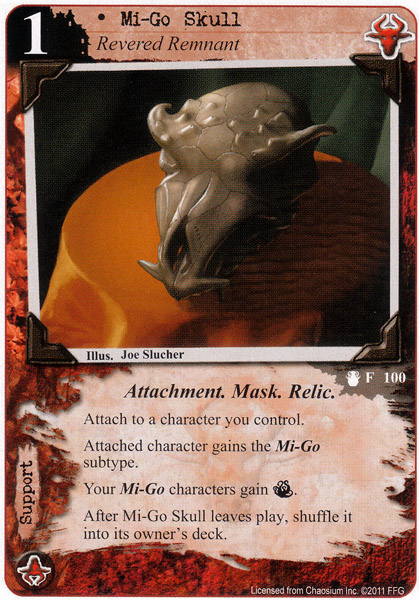 1
• Mi-Go Skull
Revered Remnant
Illus. Joe Slucher
F 100
Attachment. Mask. Relic.
Attach to a character you control.
Attached character gains the Mi-Go
subtype.
Your Mi-Go characters gain .
After Mi-Go Skull leaves play, shuffle it
into its owner's deck.
Support
Licensed from Chaosium Inc. ©2011 FFG